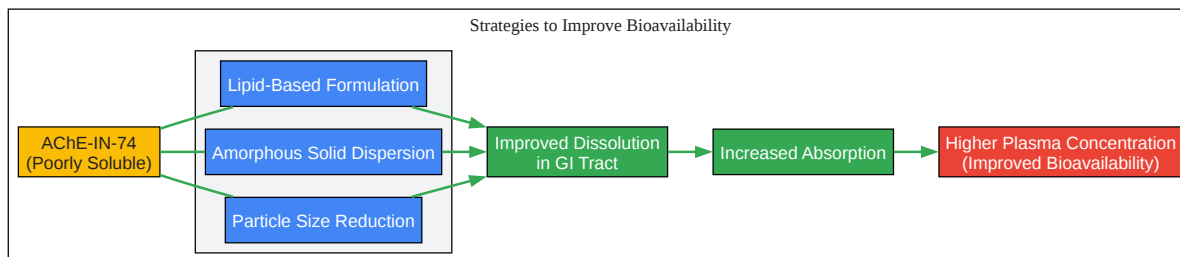 Strategies to Improve Bioavailability
AChE-IN-74
(Poorly Soluble)
Lipid-Based Formulation
Amorphous Solid Dispersion
Particle Size Reduction
Improved Dissolution
in GI Tract
Increased Absorption
Higher Plasma Concentration
(Improved Bioavailability)